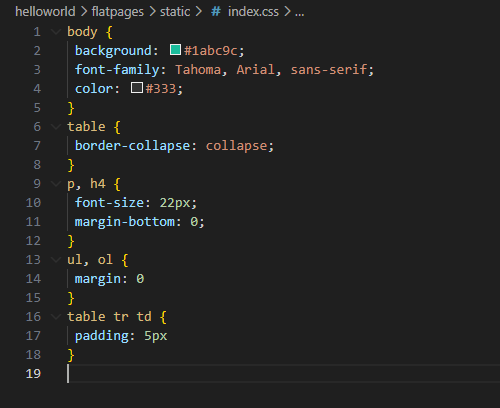 helloworld > flatpages > static > # index.css > ...
1 body {
2 background: #1abc9c;
3 font-family: Tahoma, Arial, sans-serif;
4 color: #333;
5 }
6 table {
7 border-collapse: collapse;
8 }
9 p, h4 {
10 font-size: 22px;
11 margin-bottom: 0;
12 }
13 ul, ol {
14 margin: 0
15 }
16 table tr td {
17 padding: 5px
18 }
19